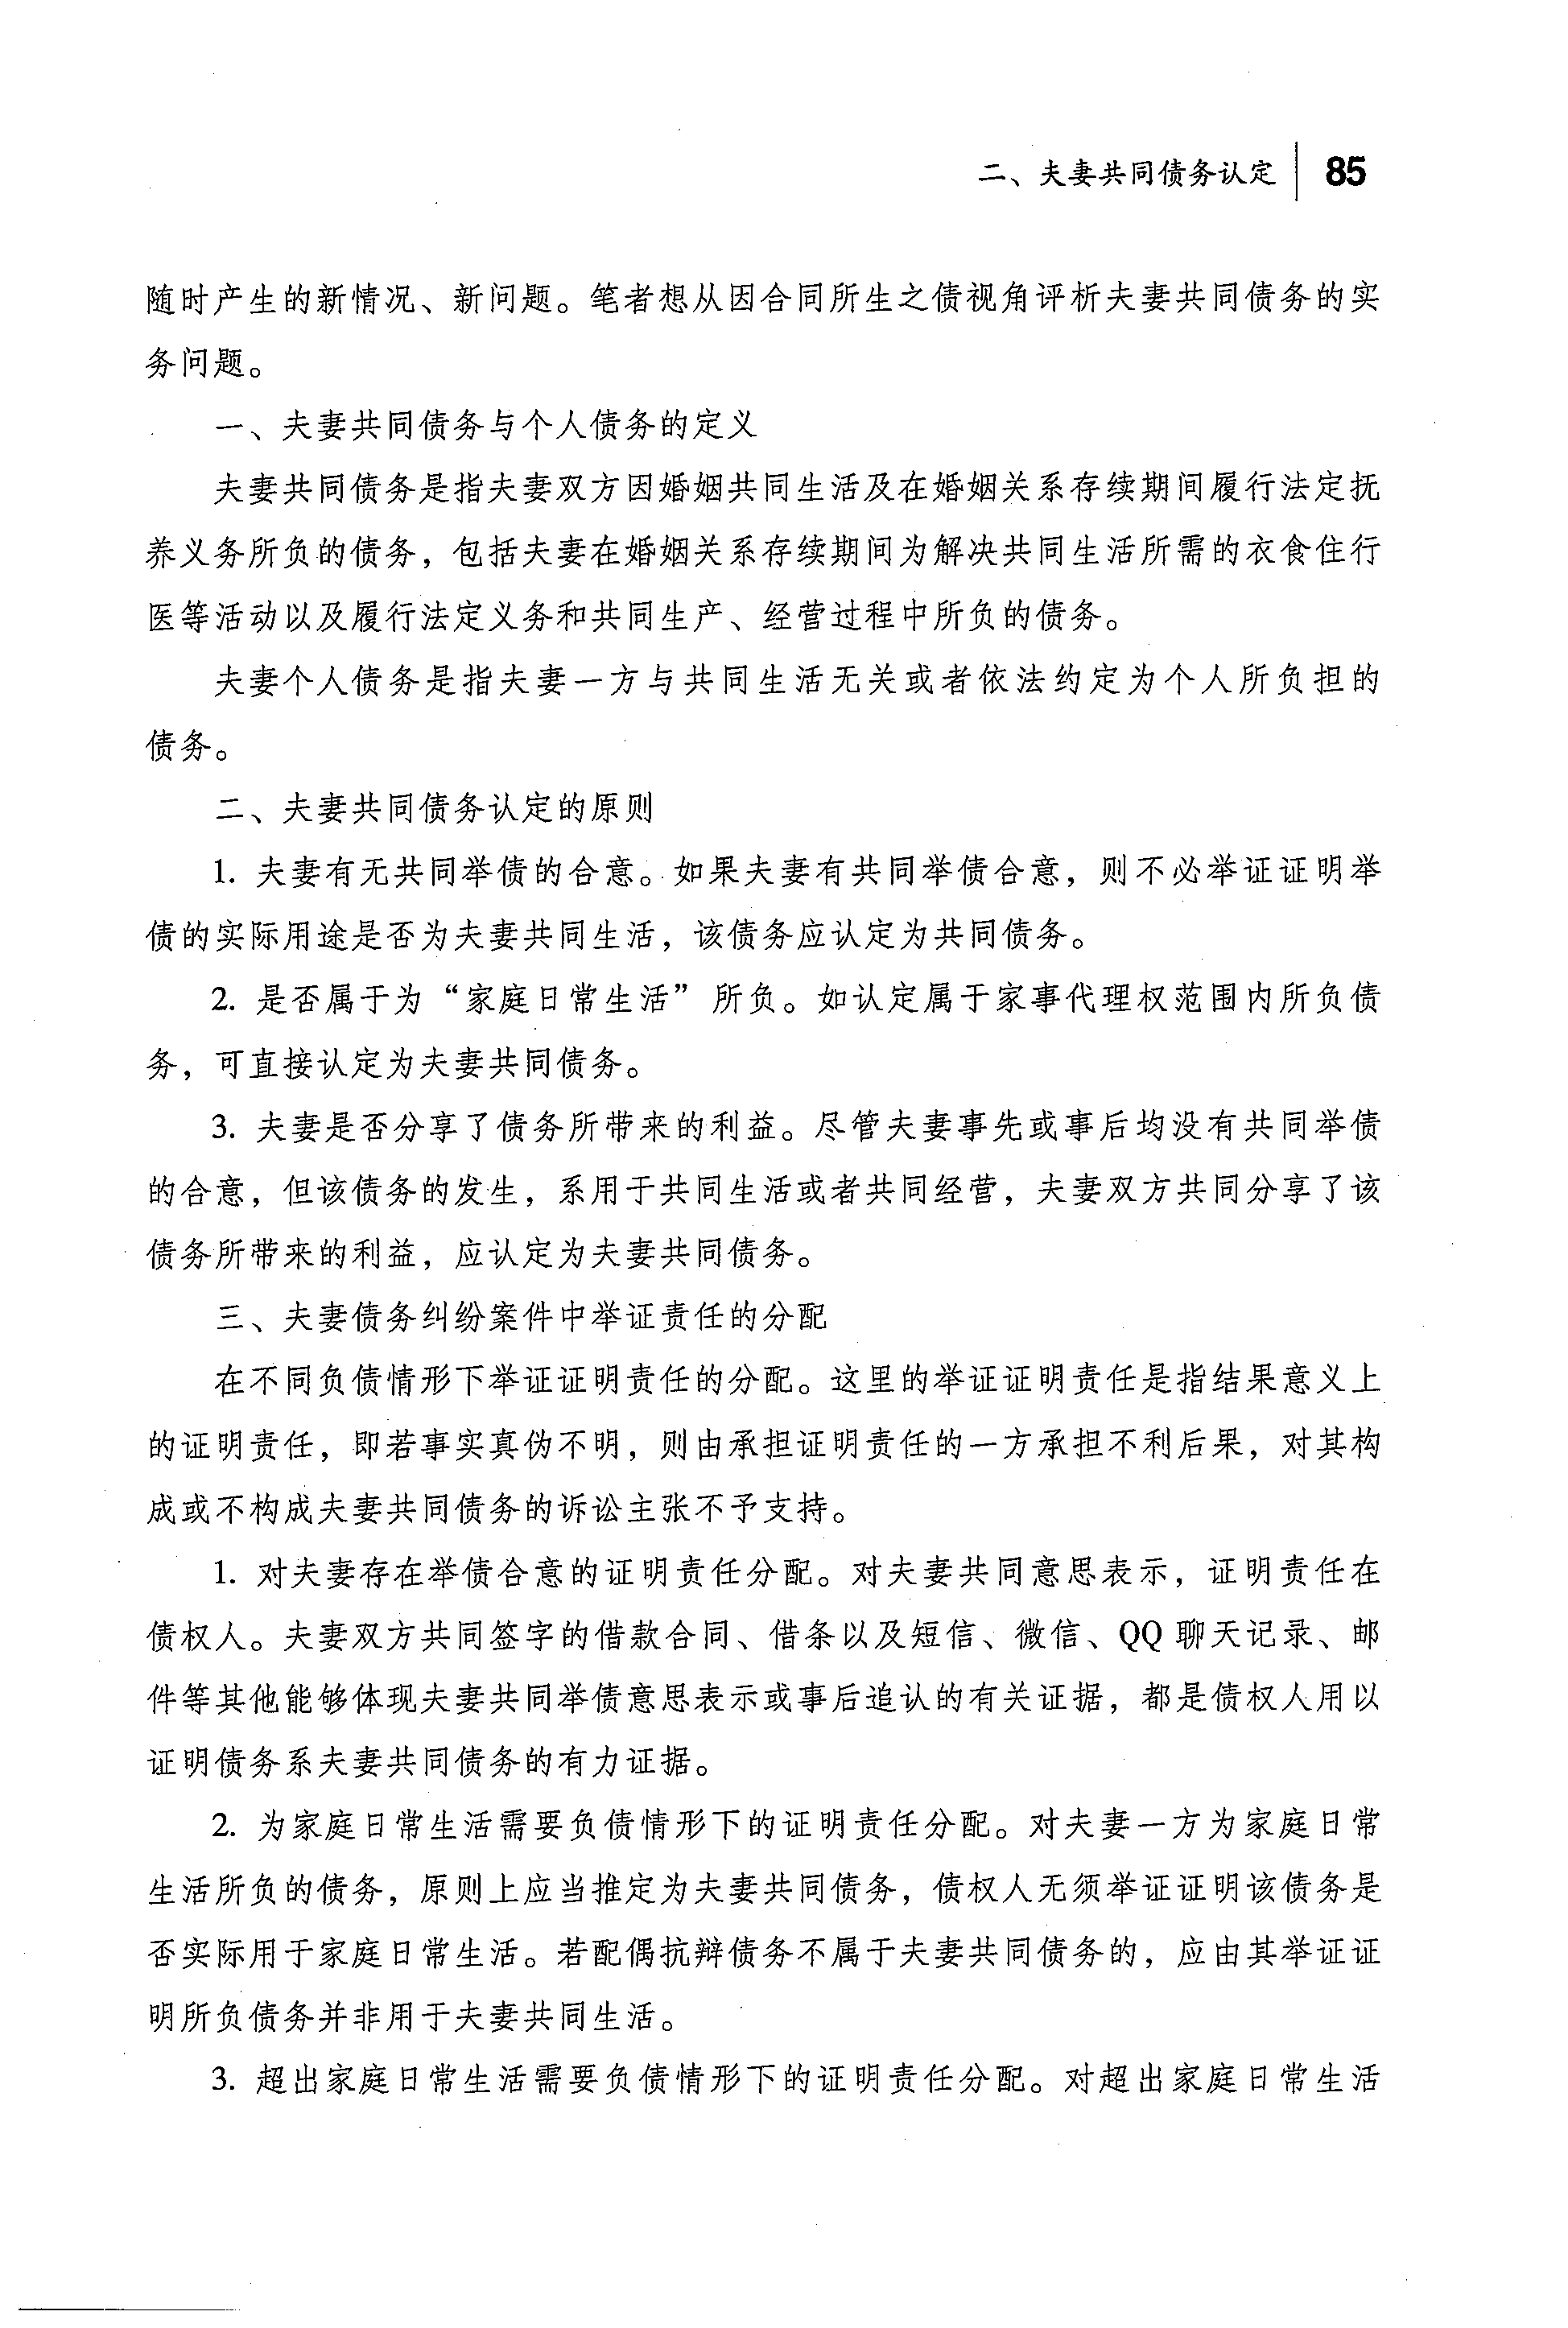 二、夫妻共同债务认定 85
随时产生的新情况、新问题。笔者想从因合同所生之债视角评析夫妻共同债务的实
务问题。
一、夫妻共同债务与个人债务的定义
夫妻共同债务是指夫妻双方因婚姻共同生活及在婚姻关系存续期间履行法定抚
养义务所负的债务，包括夫妻在婚姻关系存续期间为解决共同生活所需的衣食住行
医等活动以及履行法定义务和共同生产、经营过程中所负的债务。
夫妻个人债务是指夫妻一方与共同生活无关或者依法约定为个人所负担的
债务。
二、夫妻共同债务认定的原则
1. 夫妻有无共同举债的合意。如果夫妻有共同举债合意，则不必举证证明举
债的实际用途是否为夫妻共同生活，该债务应认定为共同债务。
2. 是否属于为“家庭日常生活”所负。如认定属于家事代理权范围内所负债
务，可直接认定为夫妻共同债务。
3. 夫妻是否分享了债务所带来的利益。尽管夫妻事先或事后均没有共同举债
的合意，但该债务的发生，系用于共同生活或者共同经营，夫妻双方共同分享了该
债务所带来的利益，应认定为夫妻共同债务。
三、夫妻债务纠纷案件中举证责任的分配
在不同负债情形下举证证明责任的分配。这里的举证证明责任是指结果意义上
的证明责任，即若事实真伪不明，则由承担证明责任的一方承担不利后果，对其构
成或不构成夫妻共同债务的诉讼主张不予支持。
1. 对夫妻存在举债合意的证明责任分配。对夫妻共同意思表示，证明责任在
债权人。夫妻双方共同签字的借款合同、借条以及短信、微信、QQ 聊天记录、邮
件等其他能够体现夫妻共同举债意思表示或事后追认的有关证据，都是债权人用以
证明债务系夫妻共同债务的有力证据。
2. 为家庭日常生活需要负债情形下的证明责任分配。对夫妻一方为家庭日常
生活所负的债务，原则上应当推定为夫妻共同债务，债权人无须举证证明该债务是
否实际用于家庭日常生活。若配偶抗辩债务不属于夫妻共同债务的，应由其举证证
明所负债务并非用于夫妻共同生活。
3. 超出家庭日常生活需要负债情形下的证明责任分配。对超出家庭日常生活